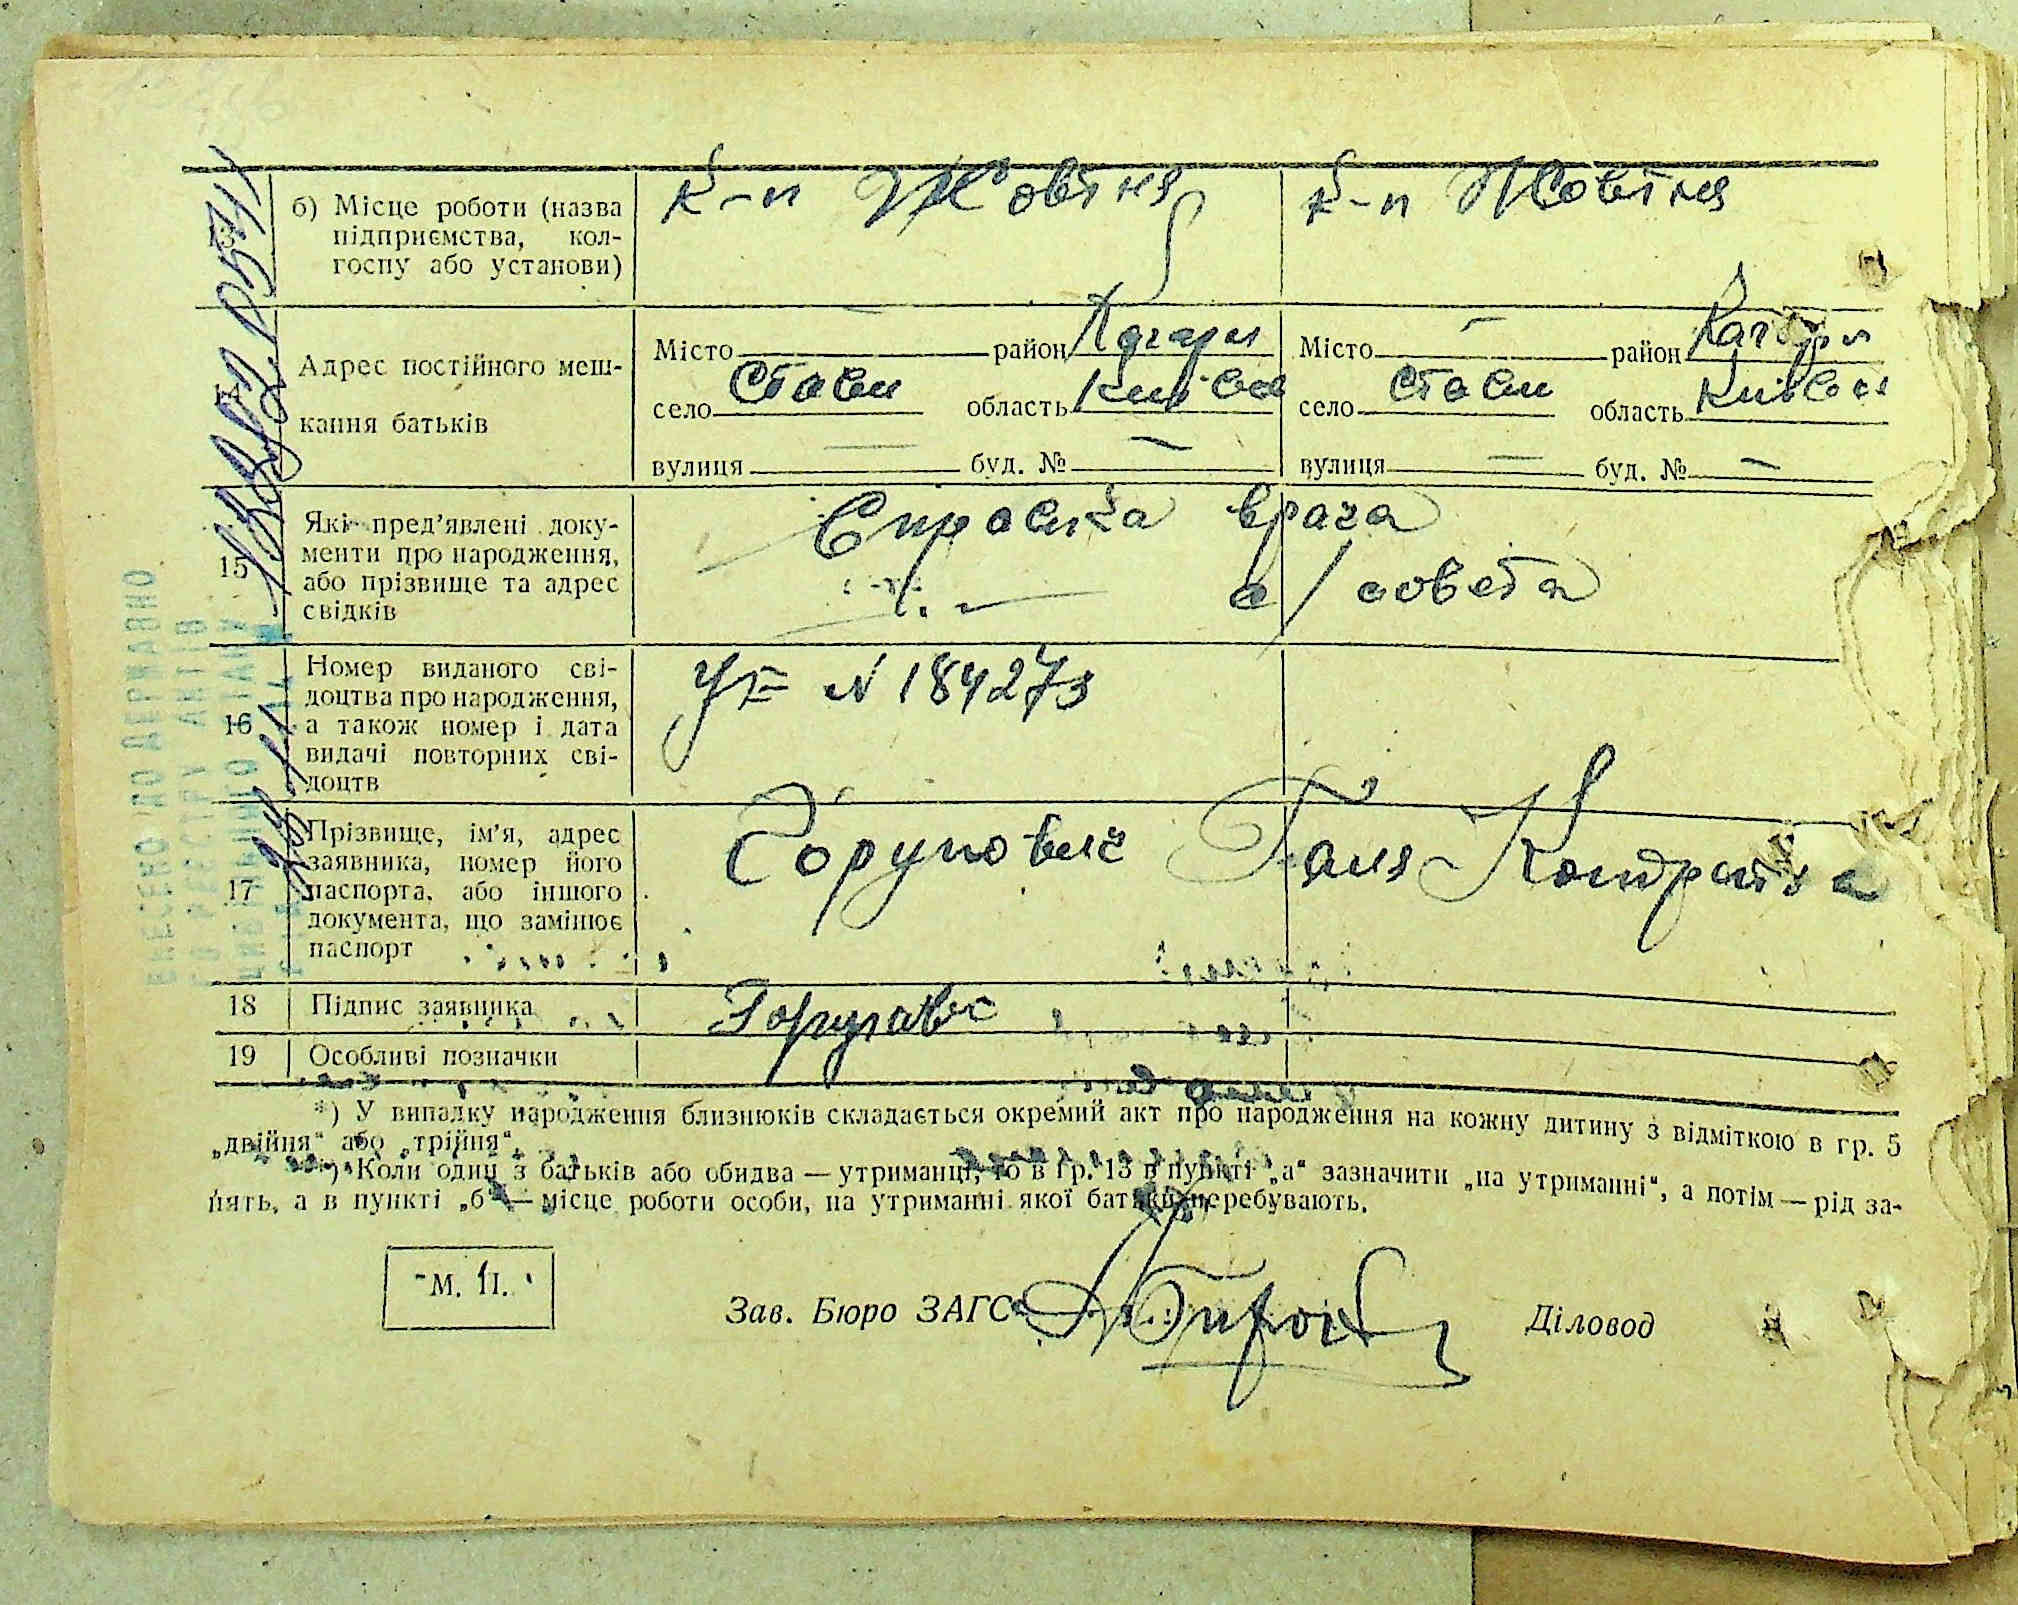 б) Місце роботи (назва підприємства, колгоспу або установи)
к-п Жовтня
к-п Жовтня
Адрес постійного мешкання батьків
Місто — район Кагарл
село Стави область Київськ
вулиця — буд. № —
Місто — район Кагарл
село Стави область Київськ
вулиця — буд. № —
15
Які пред’явлені документи про народження, або прізвище та адрес свідків
Справка врача
с/совета
16
Номер виданого свідоцтва про народження, а також номер і дата видачі повторних свідоцтв
N 184273
17
Прізвище, ім’я, адрес заявника, номер його паспорта, або іншого документа, що замінює паспорт
18
Підпис заявника
19
Особливі позначки
*) У випадку народження близнюків складається окремий акт про народження на кожну дитину з відміткою в гр. 5
„двійня“ або „трійня“.
**) Коли один з батьків або обидва — утриманці, то в гр. 13 в пункті „а“ зазначити „на утриманні“, а потім — рід за-
нять, а в пункті „б“ — місце роботи особи, на утриманні якої батьки перебувають.
М. П.
Зав. Бюро ЗАГС
Діловод